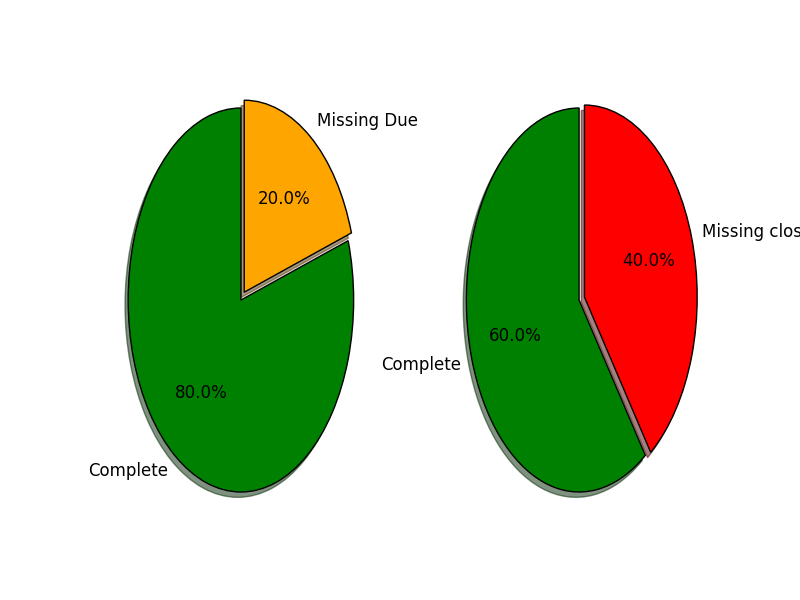 Missing Due
20.0%
80.0%
Complete
Missing clos
40.0%
60.0%
Complete